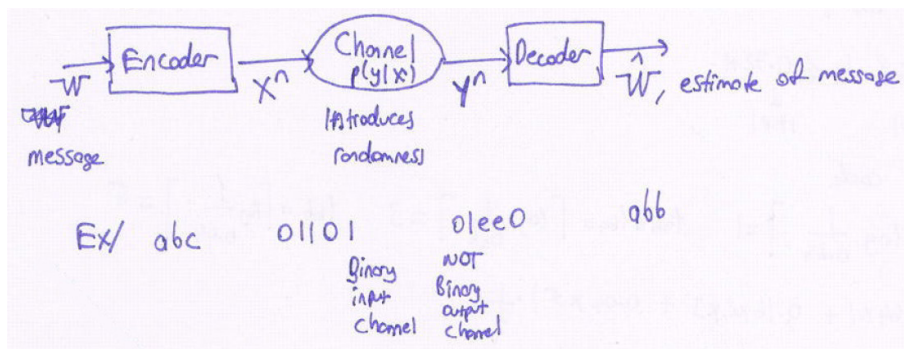 Encoder
Channel
p(y|x)
Decoder
W
X^n
Y^n
Ŵ, estimate of message
message
Introduces
randomness
Ex/ abc 01101 01ee0 abb
Binary
input
channel
NOT
Binary
output
channel